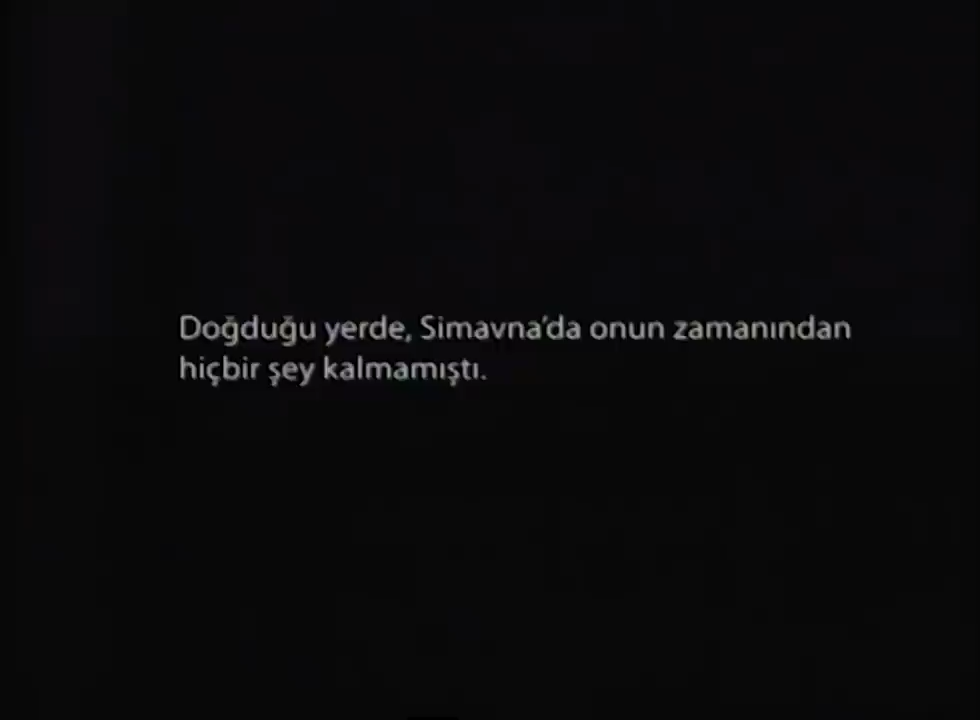 Doğduğu yerde, Simavna'da onun zamanından
hiçbir şey kalmamıştı.